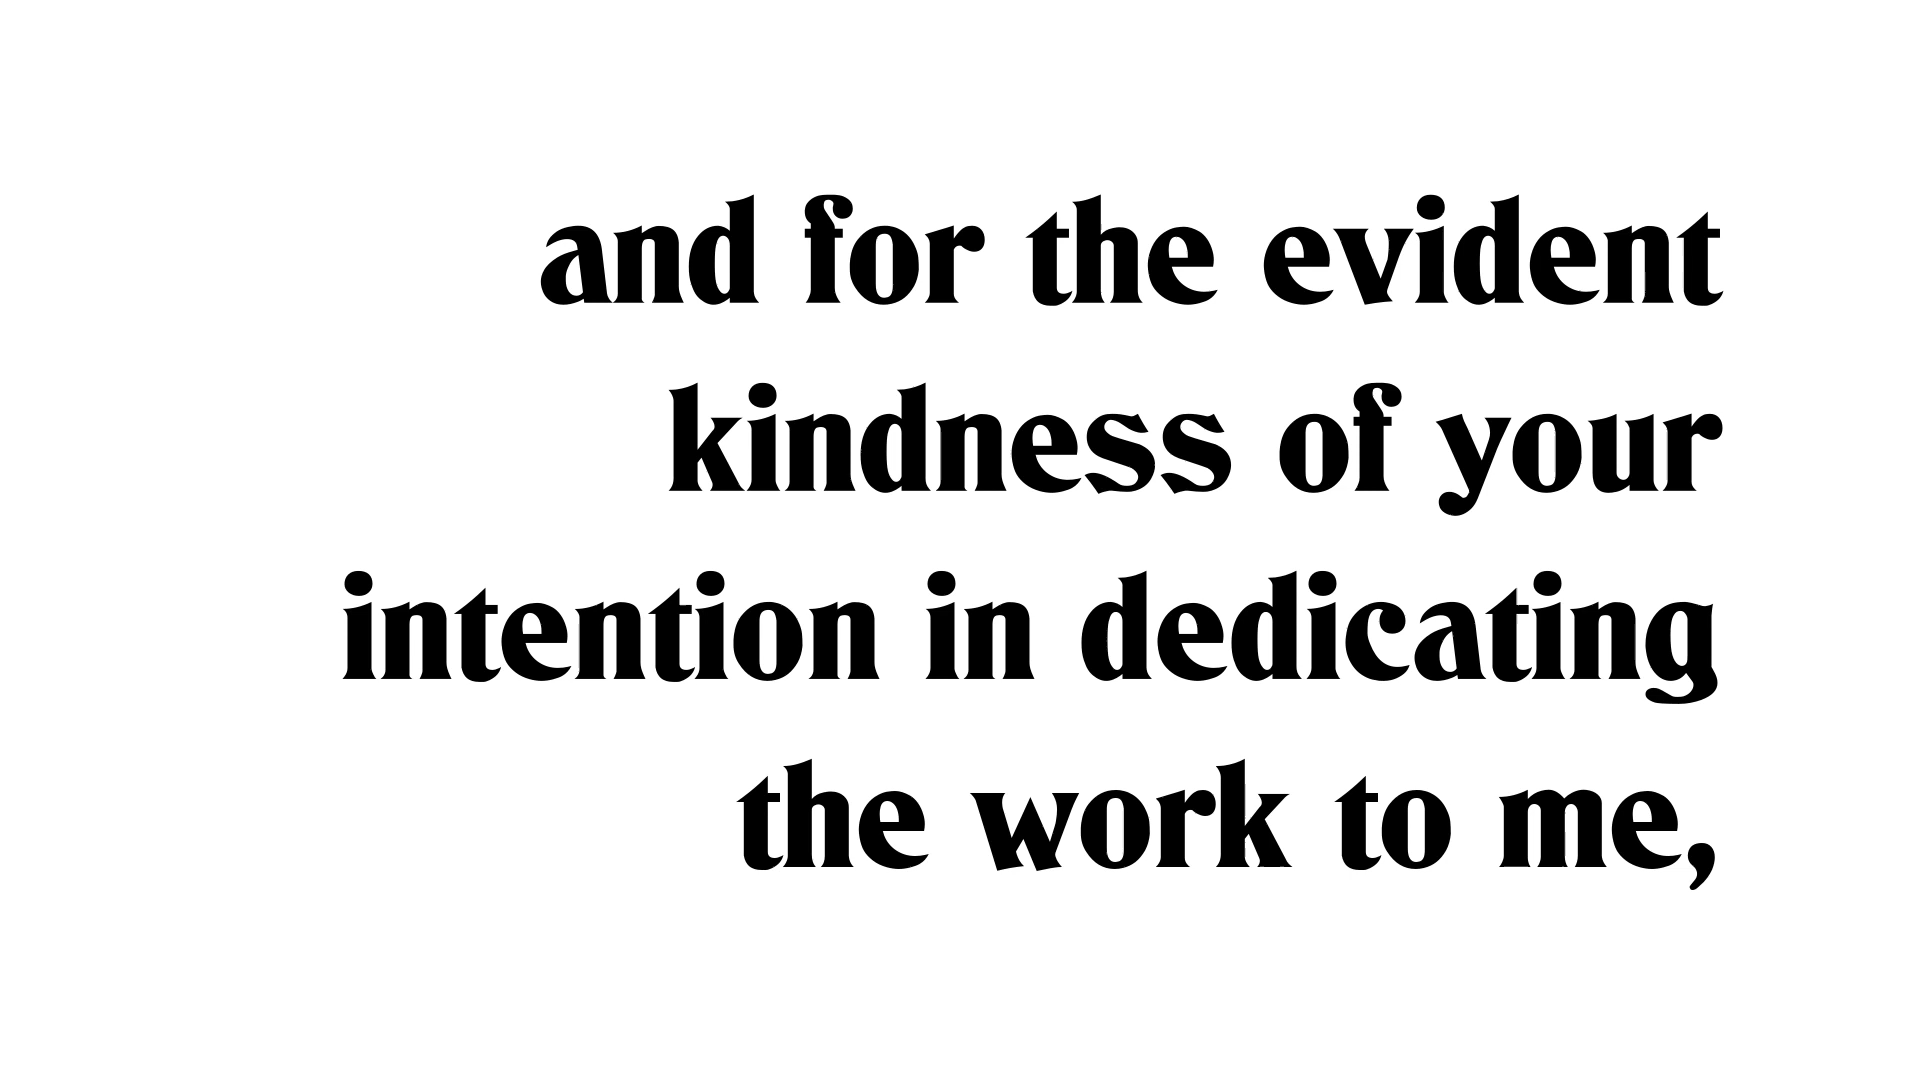 and for the evident
kindness of your
intention in dedicating
the work to me,